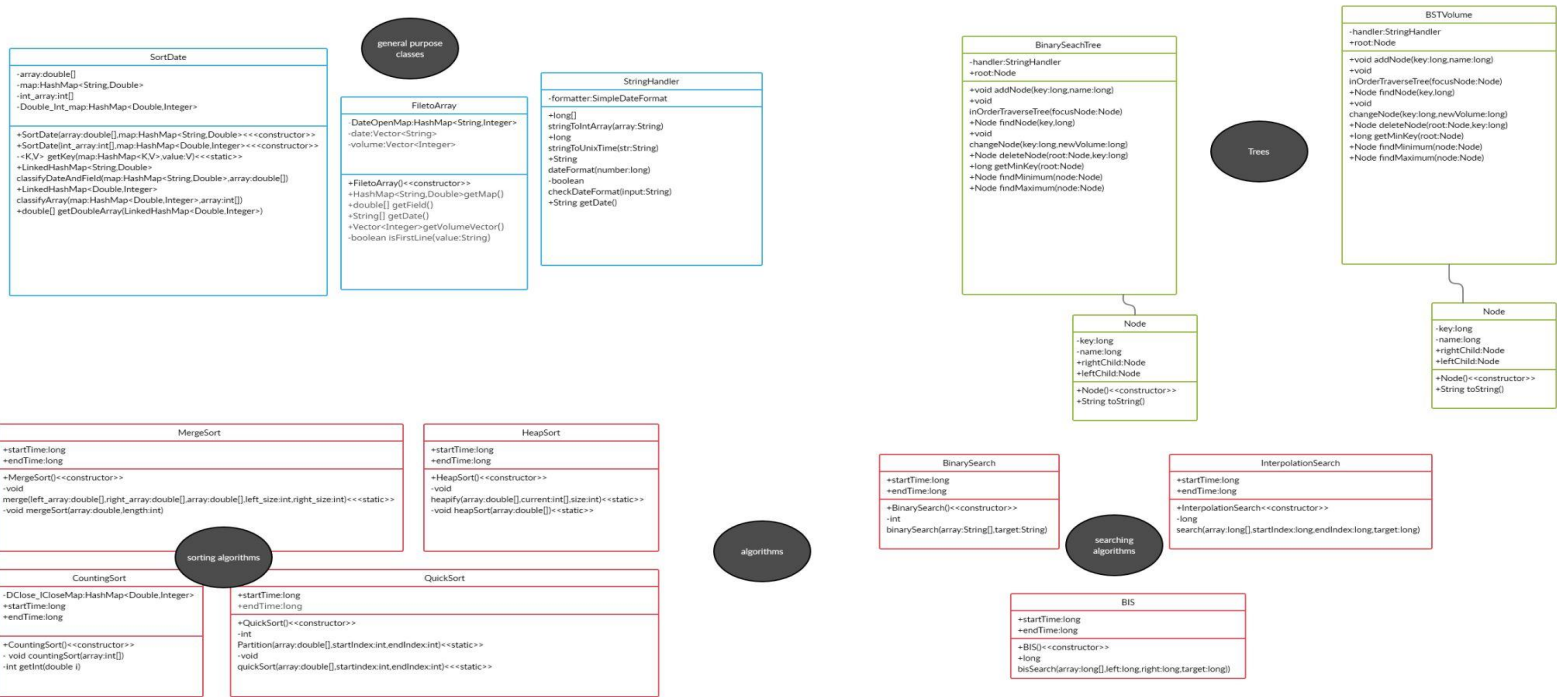 general purpose
classes
SortDate
-array:double[]
-map:HashMap<String,Double>
-int_array:int[]
-Double_Int_map:HashMap<Double,Integer>
+SortDate(array:double[],map:HashMap<String,Double><<<constructor>>
+SortDate(int_array:int[],map:HashMap<Double,Integer><<<constructor>>
-<K,V> getKey(map:HashMap<K,V>,value:V)<<<static>>
+LinkedHashMap<String,Double>
classifyDateAndField(map:HashMap<String,Double>,array:double[])
+LinkedHashMap<Double,Integer>
classifyArray(map:HashMap<Double,Integer>,array:int[])
+double[] getDoubleArray(LinkedHashMap<Double,Integer>)
FiletoArray
-DateOpenMap:HashMap<String,Integer>
-date:Vector<String>
-volume:Vector<Integer>
+FiletoArray()<<constructor>>
+HashMap<String,Double>getMap()
+double[] getField()
+String[] getDate()
+Vector<Integer>getVolumeVector()
-boolean isFirstLine(value:String)
StringHandler
-formatter:SimpleDateFormat
+long[]
stringToIntArray(array:String)
+long
stringToUnixTime(str:String)
+String
dateFormat(number:long)
-boolean
checkDateFormat(input:String)
+String getDate()
BinarySeachTree
-handler:StringHandler
+root:Node
+void addNode(key:long,name:long)
+void
inOrderTraverseTree(focusNode:Node)
+Node findNode(key,long)
+void
changeNode(key:long,newVolume:long)
+Node deleteNode(root:Node,key:long)
+long getMinKey(root:Node)
+Node findMinimum(node:Node)
+Node findMaximum(node:Node)
Node
-key:long
-name:long
+rightChild:Node
+leftChild:Node
+Node()<<constructor>>
+String toString()
Trees
BSTVolume
-handler:StringHandler
+root:Node
+void addNode(key:long,name:long)
+void
inOrderTraverseTree(focusNode:Node)
+Node findNode(key,long)
+void
changeNode(key:long,newVolume:long)
+Node deleteNode(root:Node,key:long)
+long getMinKey(root:Node)
+Node findMinimum(node:Node)
+Node findMaximum(node:Node)
Node
-key:long
-name:long
+rightChild:Node
+leftChild:Node
+Node()<<constructor>>
+String toString()
MergeSort
+startTime:long
+endTime:long
+MergeSort()<<constructor>>
-void
merge(left_array:double[],right_array:double[],array:double[],left_size:int,right_size:int)<<<static>>
-void mergeSort(array:double,length:int)
HeapSort
+startTime:long
+endTime:long
+HeapSort()<<constructor>>
-void
heapify(array:double[],current:int[],size:int)<<static>>
-void heapSort(array:double[])<<static>>
sorting algorithms
CountingSort
-DClose_ICloseMap:HashMap<Double,Integer>
+startTime:long
+endTime:long
+CountingSort()<<constructor>>
- void countingSort(array:int[])
-int getInt(double i)
QuickSort
+startTime:long
+endTime:long
+QuickSort()<<constructor>>
-int
Partition(array:double[],startIndex:int,endIndex:int)<<static>>
-void
quickSort(array:double[],startindex:int,endIndex:int)<<<static>>
algorithms
BinarySearch
+startTime:long
+endTime:long
+BinarySearch()<<constructor>>
-int
binarySearch(array:String[],target:String)
searching
algorithms
InterpolationSearch
+startTime:long
+endTime:long
+InterpolationSearch<<constructor>>
-long
search(array:long[],startIndex:long,endIndex:long,target:long)
BIS
+startTime:long
+endTime:long
+BIS()<<constructor>>
+long
bisSearch(array:long[],left:long,right:long,target:long))